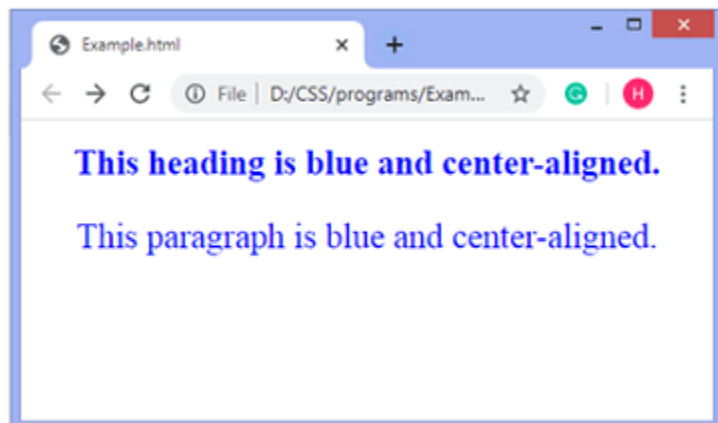 Example.html
File | D:/CSS/programs/Exam...
H
This heading is blue and center-aligned.
This paragraph is blue and center-aligned.